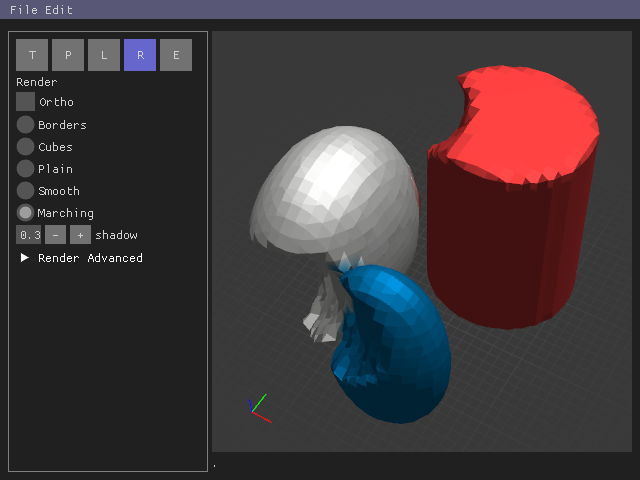 File Edit
T P L R E
Render
Ortho
Borders
Cubes
Plain
Smooth
Marching
0.3 - + shadow
Render Advanced
.